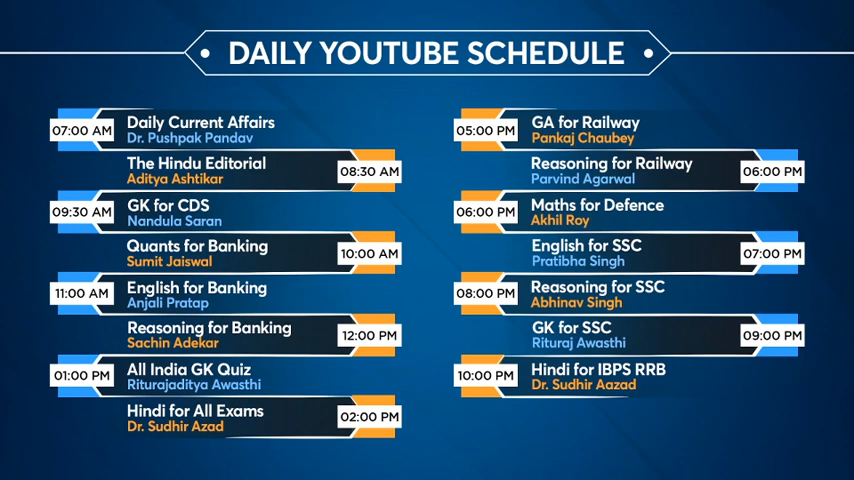 DAILY YOUTUBE SCHEDULE
07:00 AM
Daily Current Affairs
Dr. Pushpak Pandav
The Hindu Editorial
Aditya Ashtikar
08:30 AM
09:30 AM
GK for CDS
Nandula Saran
Quants for Banking
Sumit Jaiswal
10:00 AM
11:00 AM
English for Banking
Anjali Pratap
Reasoning for Banking
Sachin Adekar
12:00 PM
01:00 PM
All India GK Quiz
Riturajaditya Awasthi
Hindi for All Exams
Dr. Sudhir Azad
02:00 PM
05:00 PM
GA for Railway
Pankaj Chaubey
Reasoning for Railway
Parvind Agarwal
06:00 PM
06:00 PM
Maths for Defence
Akhil Roy
English for SSC
Pratibha Singh
07:00 PM
08:00 PM
Reasoning for SSC
Abhinav Singh
GK for SSC
Rituraj Awasthi
09:00 PM
10:00 PM
Hindi for IBPS RRB
Dr. Sudhir Aazad